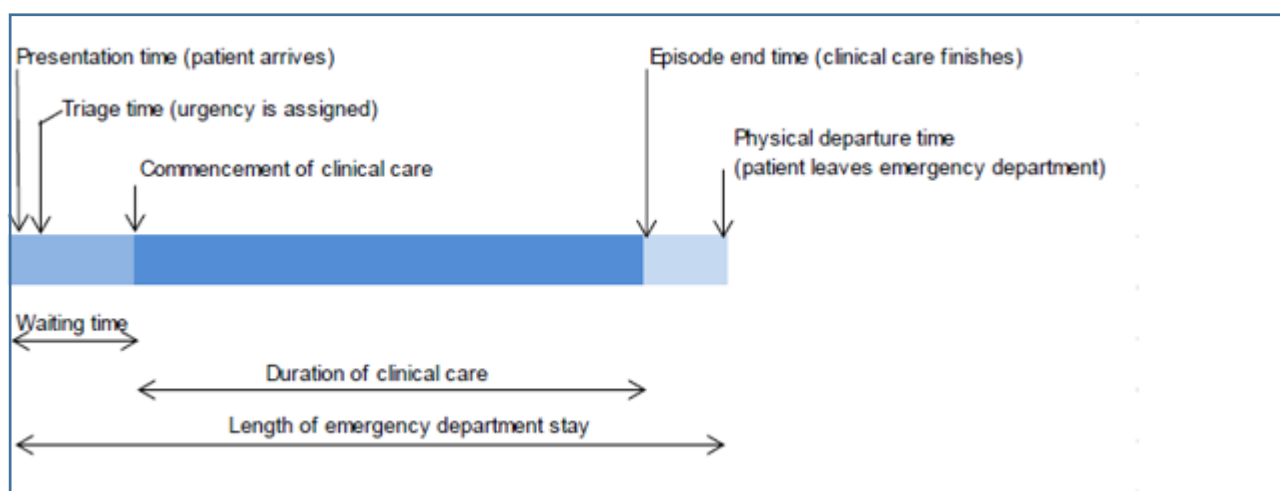 Presentation time (patient arrives)
Episode end time (clinical care finishes)
Triage time (urgency is assigned)
Physical departure time
(patient leaves emergency department)
Commencement of clinical care
Waiting time
Duration of clinical care
Length of emergency department stay